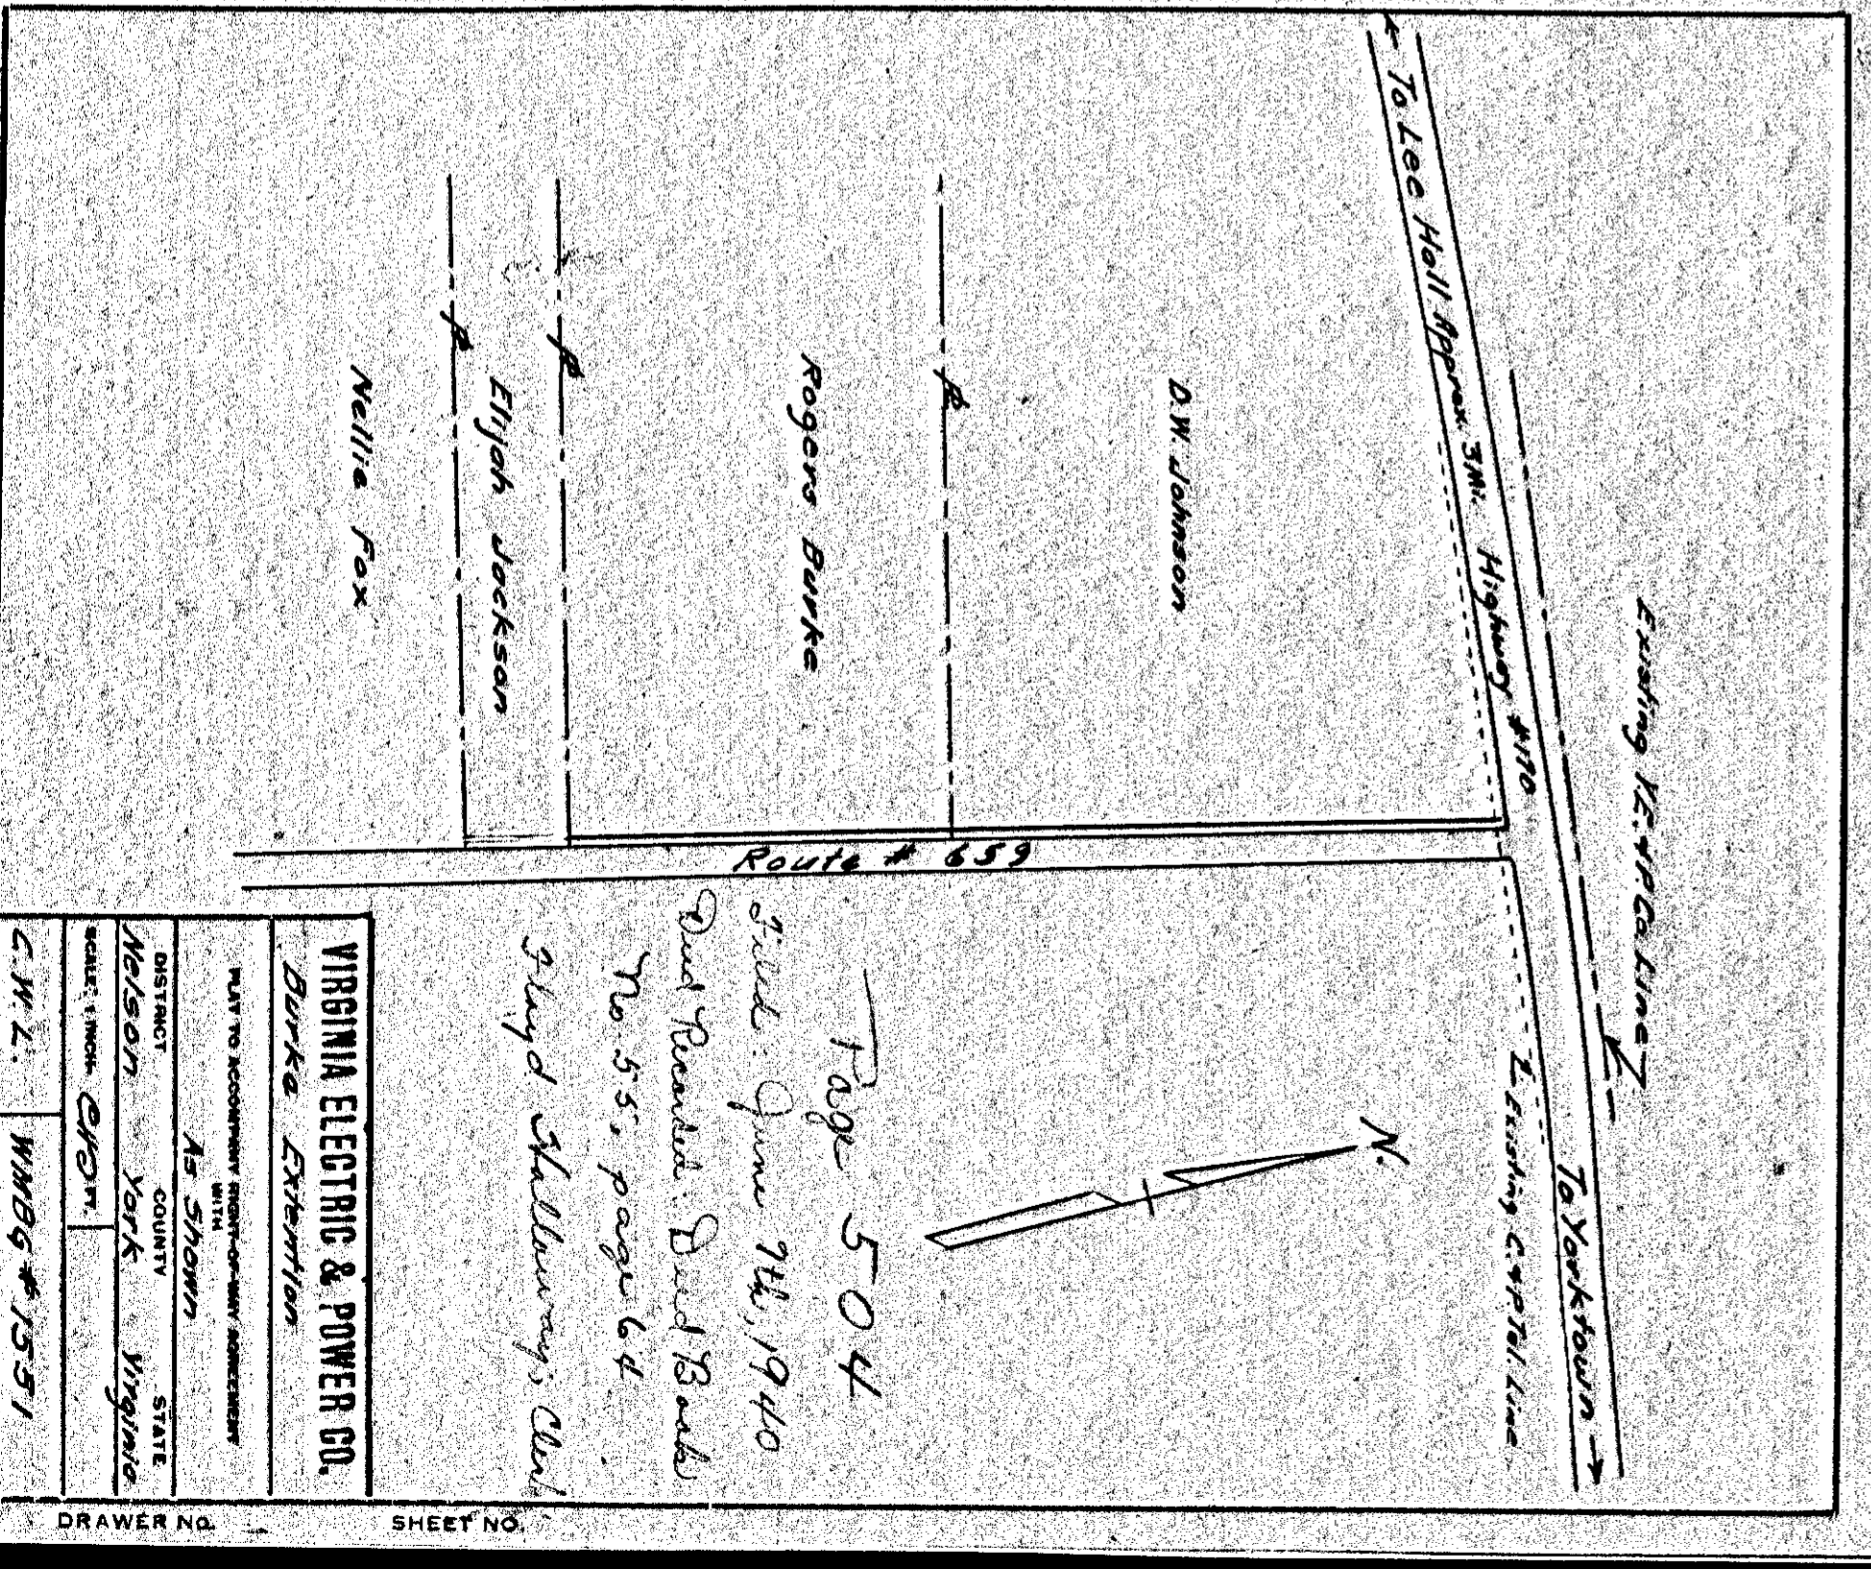 Existing V.E.&P.Co. Line
← To Lee Hall Approx. 3 Mi. Highway #170
To Yorktown →
Existing C.&P. Tel. Line
N.
D.W. Johnson
Rogers Burke
Elijah Jackson
Nellie Fox
Route # 659
Page 504
Filed: June 7th, 1940
Deed Recorded: Deed Book
No. 55, page 64
Floyd Holloway; Clerk
VIRGINIA ELECTRIC & POWER CO.
Burke Extention
PLAT TO ACCOMPANY RIGHT-OF-WAY AGREEMENT
WITH
As Shown
DISTRICT COUNTY STATE
Nelson York Virginia
SCALE: 1 INCH= FT.
C.W.L. WMBG # 1551
DRAWER NO.
SHEET NO.